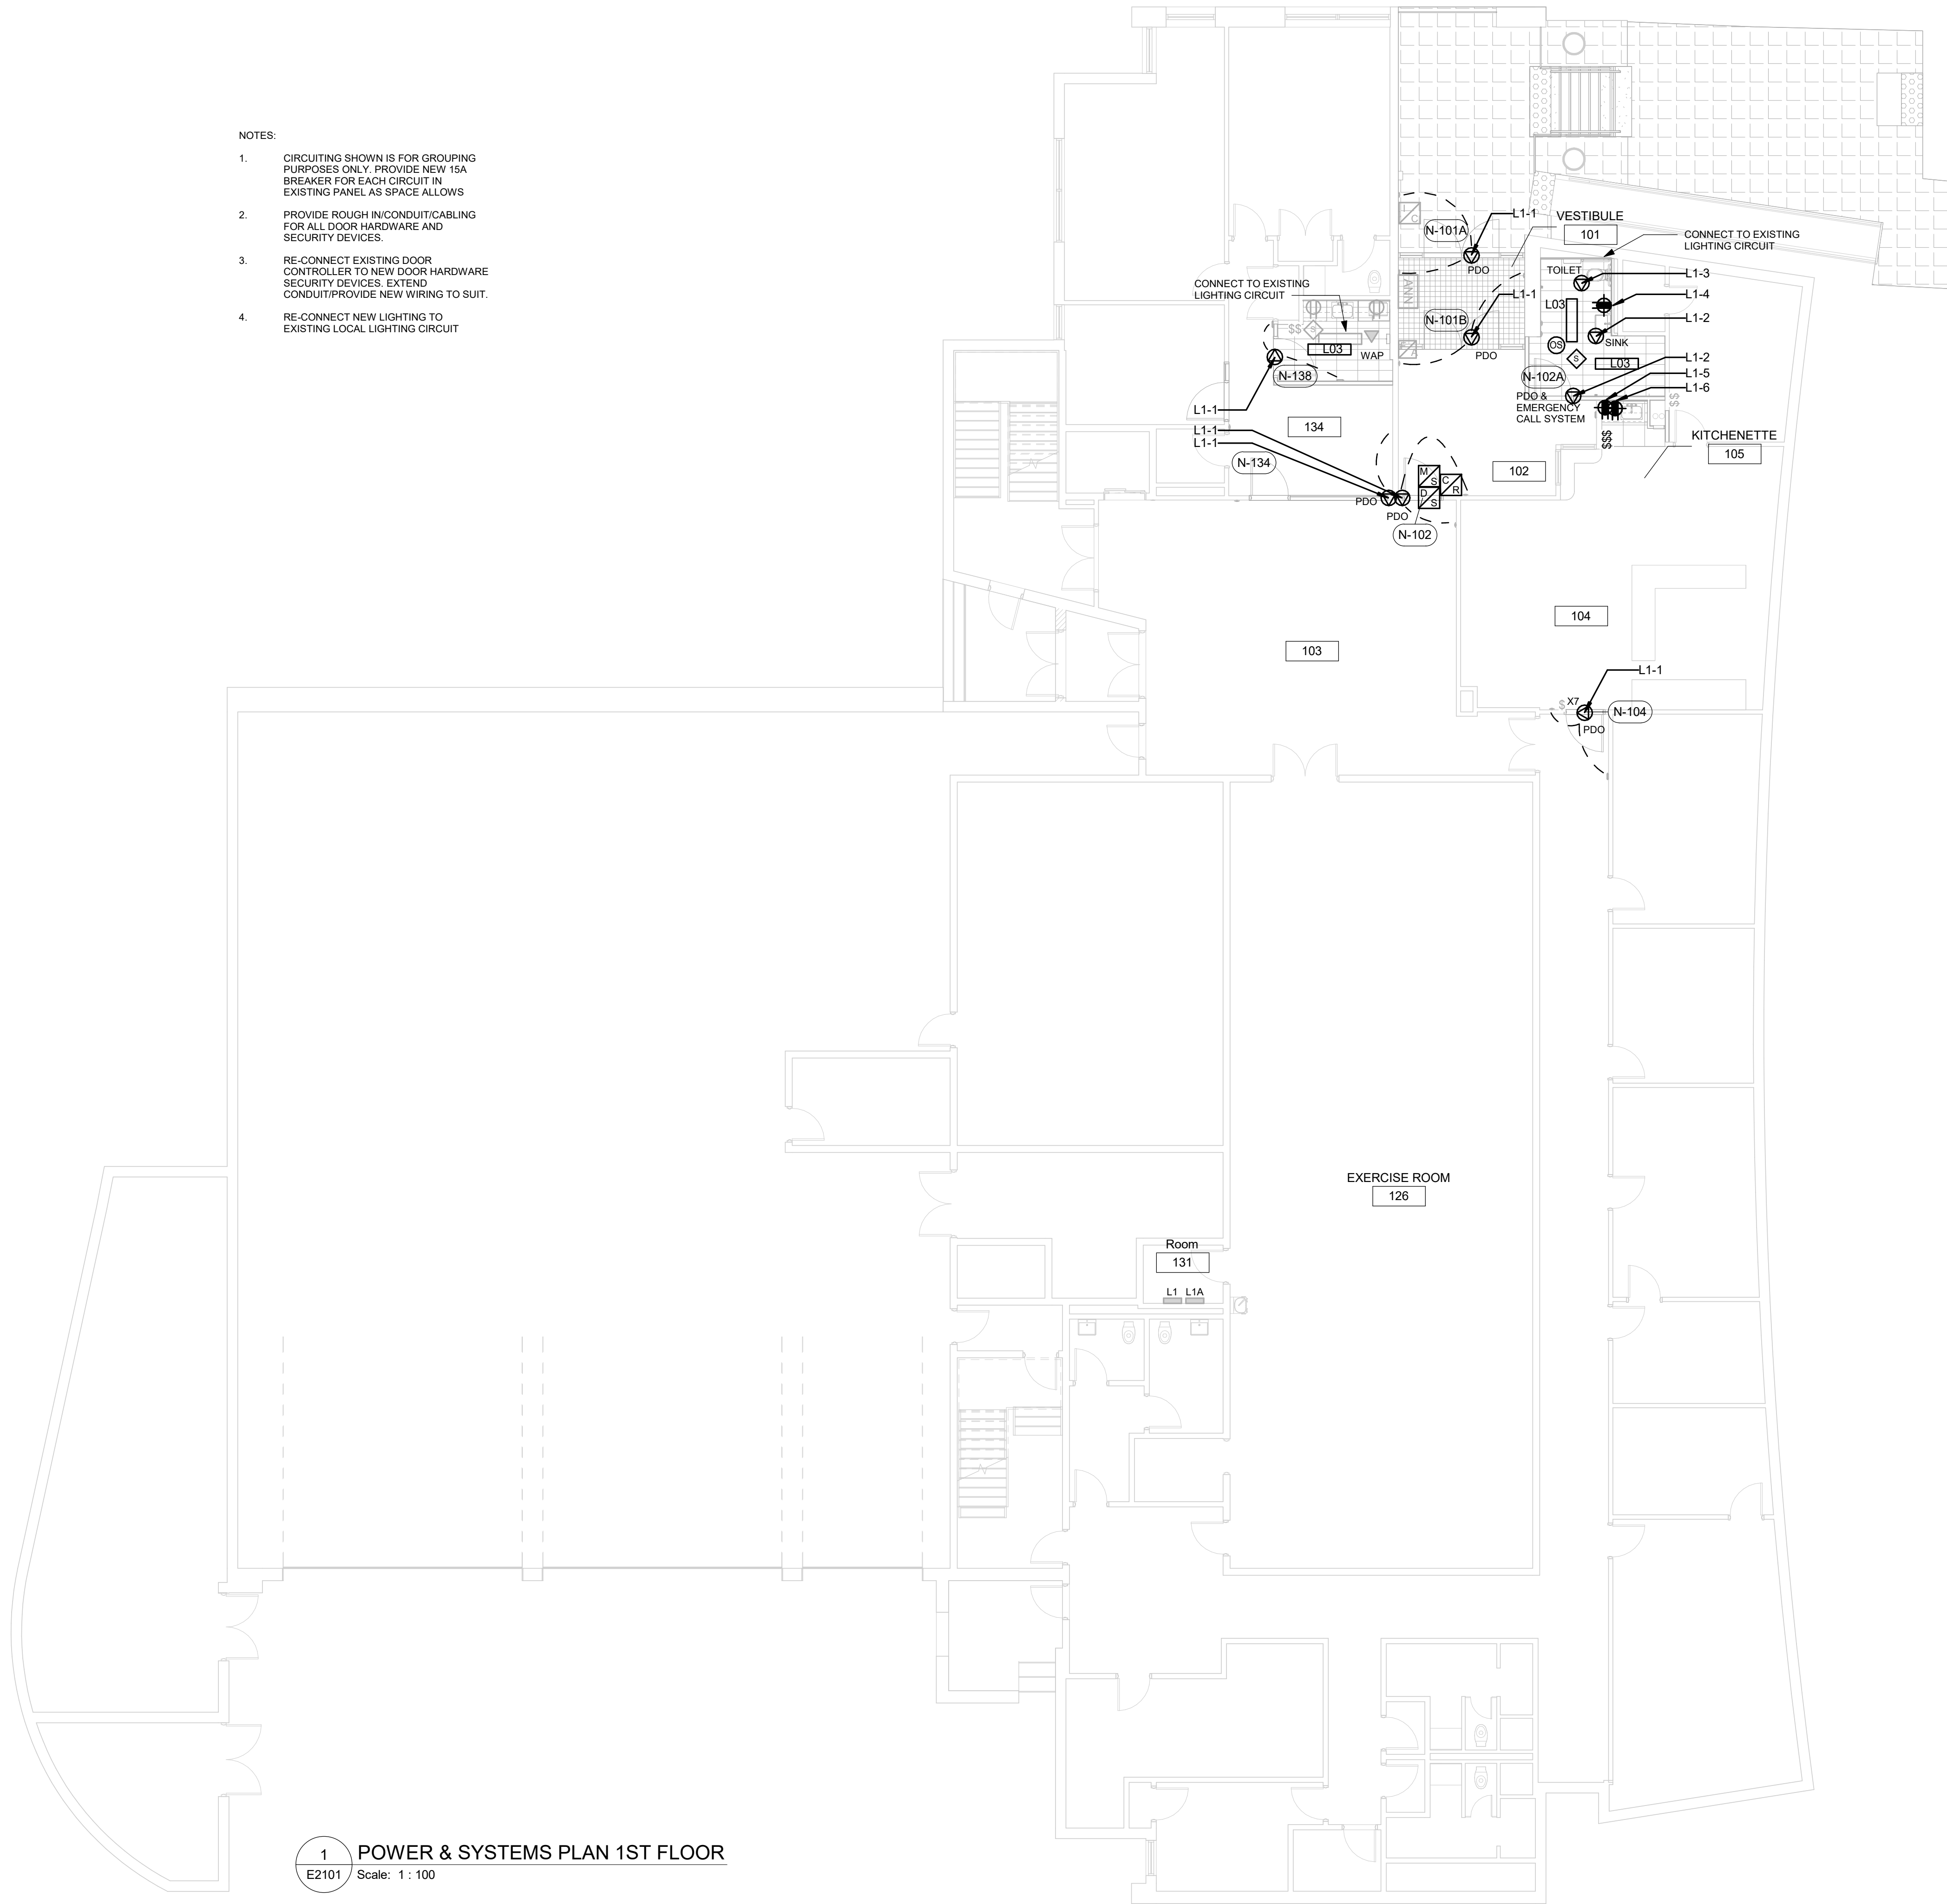 NOTES:
1. CIRCUITING SHOWN IS FOR GROUPING
PURPOSES ONLY. PROVIDE NEW 15A
BREAKER FOR EACH CIRCUIT IN
EXISTING PANEL AS SPACE ALLOWS
2. PROVIDE ROUGH IN/CONDUIT/CABLING
FOR ALL DOOR HARDWARE AND
SECURITY DEVICES.
3. RE-CONNECT EXISTING DOOR
CONTROLLER TO NEW DOOR HARDWARE
SECURITY DEVICES. EXTEND
CONDUIT/PROVIDE NEW WIRING TO SUIT.
4. RE-CONNECT NEW LIGHTING TO
EXISTING LOCAL LIGHTING CIRCUIT
I C
N-101A
L1-1
PDO
VESTIBULE
101
CONNECT TO EXISTING
LIGHTING CIRCUIT
TOILET
L1-3
CONNECT TO EXISTING
LIGHTING CIRCUIT
ANN
L1-1
L03
L1-4
N-101B
L1-2
$$
S
SINK
OS
L03
WAP
PDO
S
L03
L1-2
N-138
N-102A
L1-5
L1-6
PDO &
EMERGENCY
CALL SYSTEM
$$
L1-1
134
L1-1
L1-1
$$$
KITCHENETTE
105
N-134
M S
C R
D S
102
PDO
PDO
N-102
104
103
L1-1
$
X7
N-104
PDO
EXERCISE ROOM
126
Room
131
L1 L1A
1
E2101
POWER & SYSTEMS PLAN 1ST FLOOR
Scale: 1 : 100